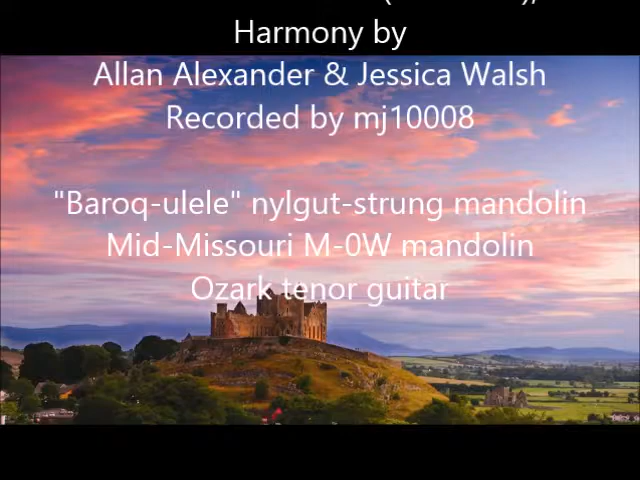 Harmony by
Allan Alexander & Jessica Walsh
Recorded by mj10008
"Baroq-ulele" nylgut-strung mandolin
Mid-Missouri M-0W mandolin
Ozark tenor guitar